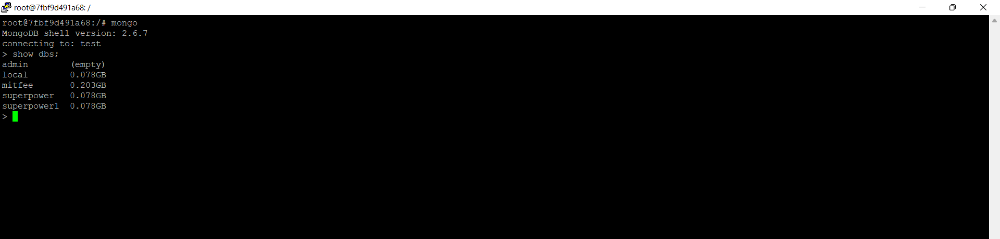 root@7fbf9d491a68: /
root@7fbf9d491a68:/# mongo
MongoDB shell version: 2.6.7
connecting to: test
> show dbs;
admin        (empty)
local        0.078GB
mitfee       0.203GB
superpower   0.078GB
superpower1  0.078GB
>